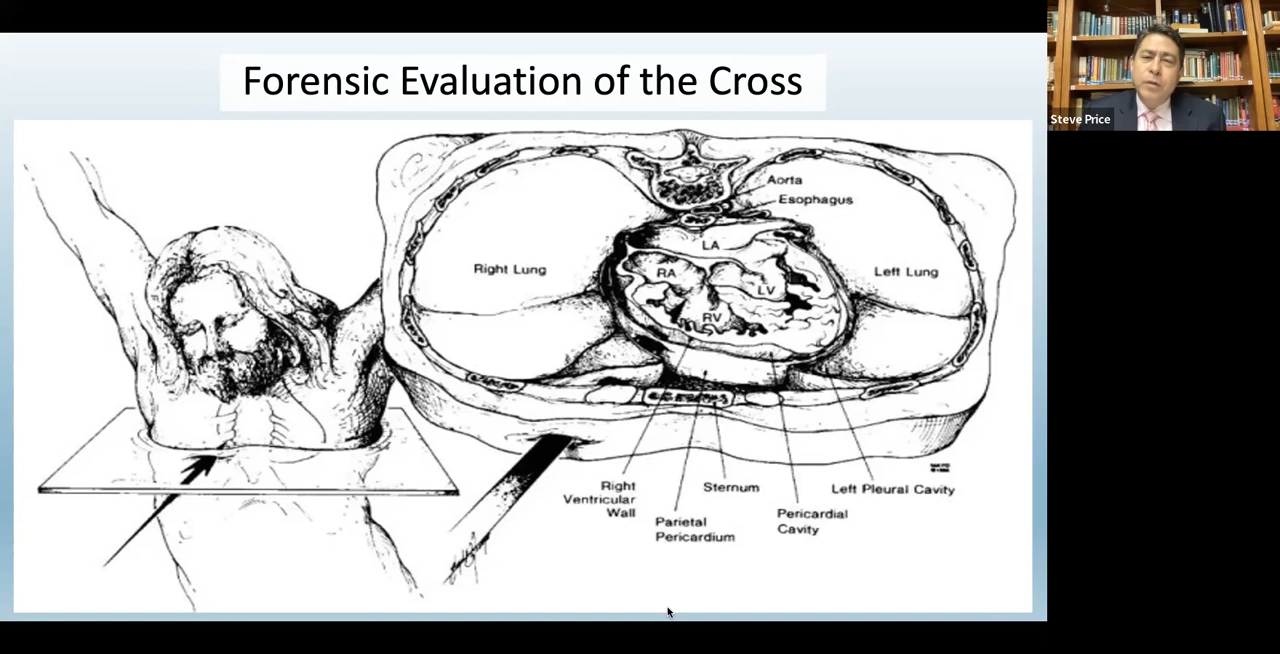 Forensic Evaluation of the Cross
Steve Price
Aorta
Esophagus
LA
Right Lung
RA
Left Lung
LV
RV
Right
Ventricular
Wall
Sternum
Left Pleural Cavity
Parietal
Pericardium
Pericardial
Cavity